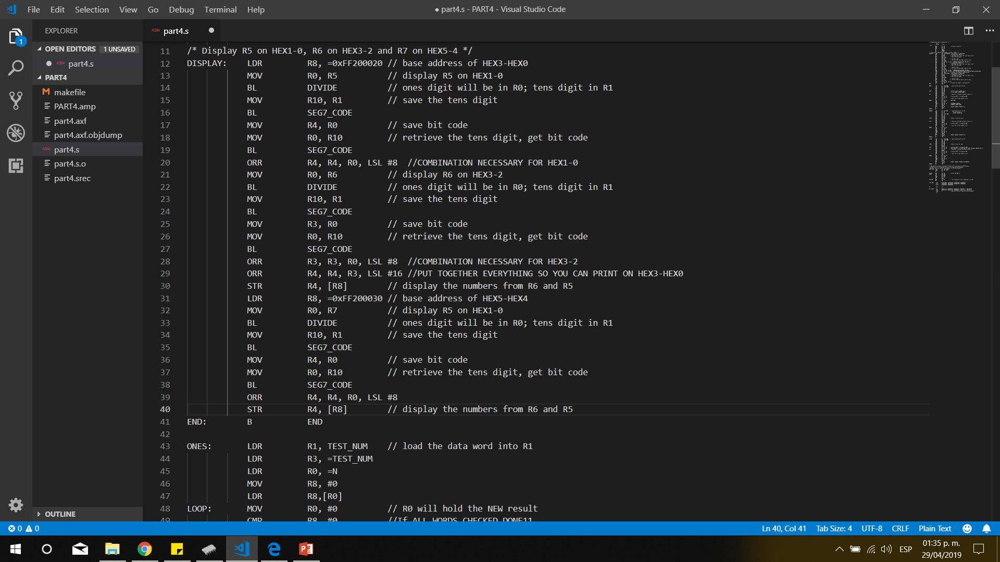 File Edit Selection View Go Debug Terminal Help
● part4.s - PART4 - Visual Studio Code
EXPLORER
OPEN EDITORS 1 UNSAVED
ASM part4.s
PART4
M makefile
PART4.amp
part4.axf
part4.axf.objdump
ASM part4.s
part4.s.o
part4.srec
OUTLINE
1
ASM part4.s
11 /* Display R5 on HEX1-0, R6 on HEX3-2 and R7 on HEX5-4 */
12 DISPLAY: LDR R8, =0xFF200020 // base address of HEX3-HEX0
13 MOV R0, R5 // display R5 on HEX1-0
14 BL DIVIDE // ones digit will be in R0; tens digit in R1
15 MOV R10, R1 // save the tens digit
16 BL SEG7_CODE
17 MOV R4, R0 // save bit code
18 MOV R0, R10 // retrieve the tens digit, get bit code
19 BL SEG7_CODE
20 ORR R4, R4, R0, LSL #8 //COMBINATION NECESSARY FOR HEX1-0
21 MOV R0, R6 // display R6 on HEX3-2
22 BL DIVIDE // ones digit will be in R0; tens digit in R1
23 MOV R10, R1 // save the tens digit
24 BL SEG7_CODE
25 MOV R3, R0 // save bit code
26 MOV R0, R10 // retrieve the tens digit, get bit code
27 BL SEG7_CODE
28 ORR R3, R3, R0, LSL #8 //COMBINATION NECESSARY FOR HEX3-2
29 ORR R4, R4, R3, LSL #16 //PUT TOGETHER EVERYTHING SO YOU CAN PRINT ON HEX3-HEX0
30 STR R4, [R8] // display the numbers from R6 and R5
31 LDR R8, =0xFF200030 // base address of HEX5-HEX4
32 MOV R0, R7 // display R5 on HEX1-0
33 BL DIVIDE // ones digit will be in R0; tens digit in R1
34 MOV R10, R1 // save the tens digit
35 BL SEG7_CODE
36 MOV R4, R0 // save bit code
37 MOV R0, R10 // retrieve the tens digit, get bit code
38 BL SEG7_CODE
39 ORR R4, R4, R0, LSL #8
40 STR R4, [R8] // display the numbers from R6 and R5
41 END: B END
42
43 ONES: LDR R1, TEST_NUM // load the data word into R1
44 LDR R3, =TEST_NUM
45 LDR R0, =N
46 MOV R8, #0
47 LDR R8,[R0]
48 LOOP: MOV R0, #0 // R0 will hold the NEW result
49 CMP R8, #0 //If ALL WORDS CHECKED DONE11
0 0 Ln 40, Col 41 Tab Size: 4 UTF-8 CRLF Plain Text
ESP
01:35 p. m.
29/04/2019